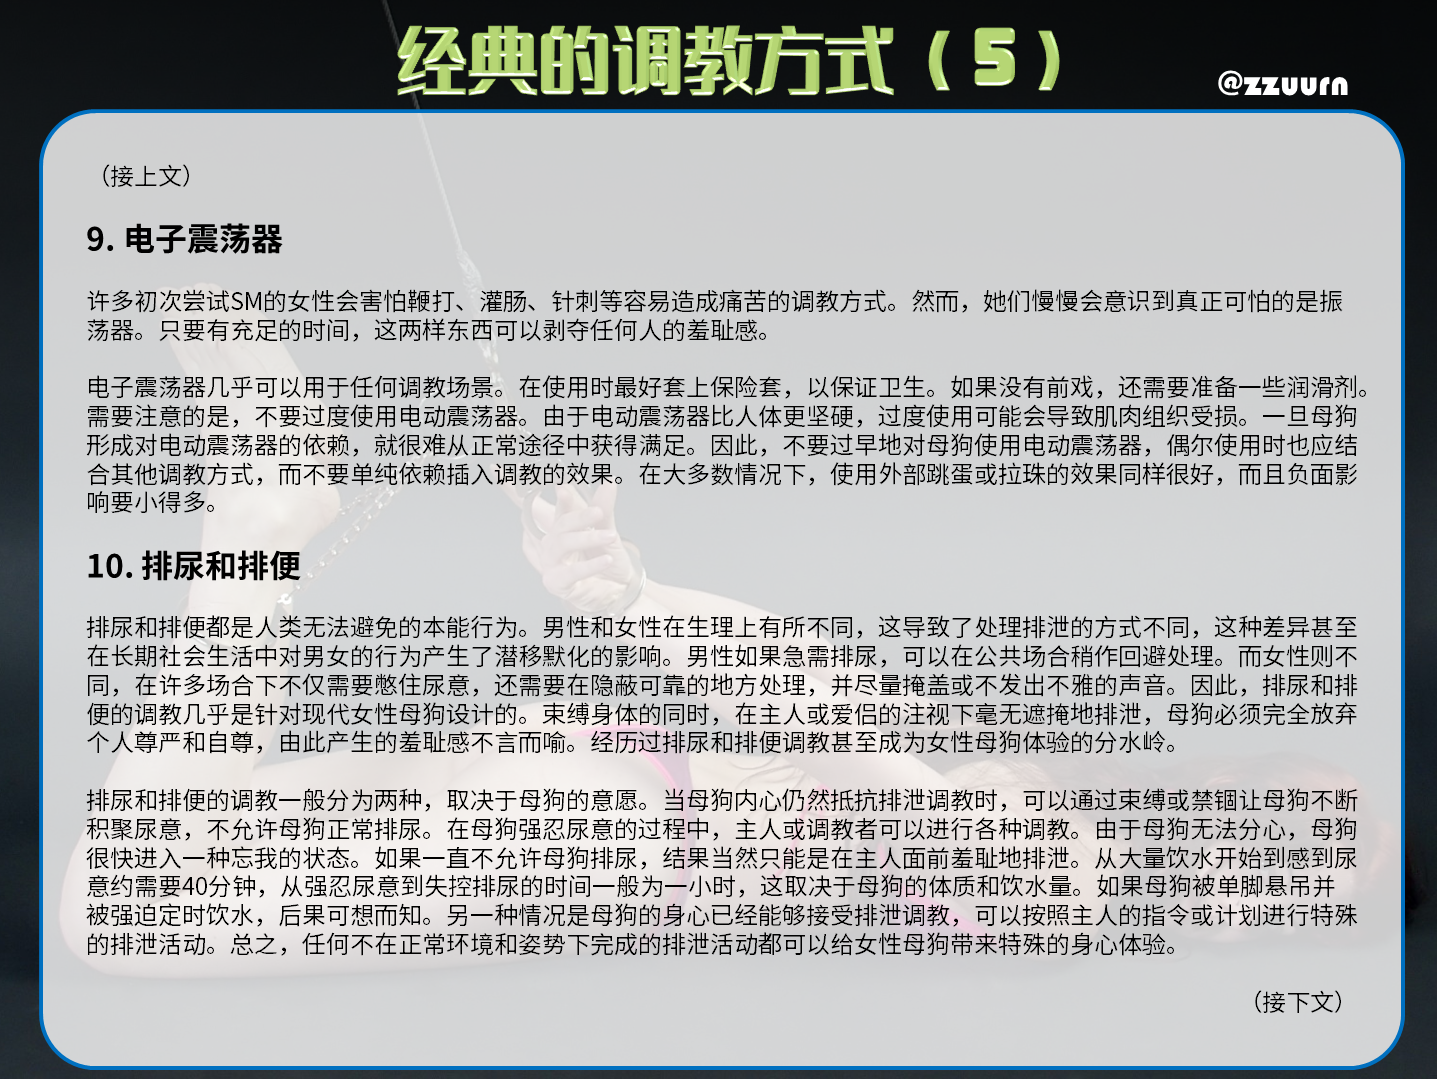 经典的调教方式（5）
@zzuurn
（接上文）
9. 电子震荡器
许多初次尝试SM的女性会害怕鞭打、灌肠、针刺等容易造成痛苦的调教方式。然而，她们慢慢会意识到真正可怕的是振
荡器。只要有充足的时间，这两样东西可以剥夺任何人的羞耻感。
电子震荡器几乎可以用于任何调教场景。在使用时最好套上保险套，以保证卫生。如果没有前戏，还需要准备一些润滑剂。
需要注意的是，不要过度使用电动震荡器。由于电动震荡器比人体更坚硬，过度使用可能会导致肌肉组织受损。一旦母狗
形成对电动震荡器的依赖，就很难从正常途径中获得满足。因此，不要过早地对母狗使用电动震荡器，偶尔使用时也应结
合其他调教方式，而不要单纯依赖插入调教的效果。在大多数情况下，使用外部跳蛋或拉珠的效果同样很好，而且负面影
响要小得多。
10. 排尿和排便
排尿和排便都是人类无法避免的本能行为。男性和女性在生理上有所不同，这导致了处理排泄的方式不同，这种差异甚至
在长期社会生活中对男女的行为产生了潜移默化的影响。男性如果急需排尿，可以在公共场合稍作回避处理。而女性则不
同，在许多场合下不仅需要憋住尿意，还需要在隐蔽可靠的地方处理，并尽量掩盖或不发出不雅的声音。因此，排尿和排
便的调教几乎是针对现代女性母狗设计的。束缚身体的同时，在主人或爱侣的注视下毫无遮掩地排泄，母狗必须完全放弃
个人尊严和自尊，由此产生的羞耻感不言而喻。经历过排尿和排便调教甚至成为女性母狗体验的分水岭。
排尿和排便的调教一般分为两种，取决于母狗的意愿。当母狗内心仍然抵抗排泄调教时，可以通过束缚或禁锢让母狗不断
积聚尿意，不允许母狗正常排尿。在母狗强忍尿意的过程中，主人或调教者可以进行各种调教。由于母狗无法分心，母狗
很快进入一种忘我的状态。如果一直不允许母狗排尿，结果当然只能是在主人面前羞耻地排泄。从大量饮水开始到感到尿
意约需要40分钟，从强忍尿意到失控排尿的时间一般为一小时，这取决于母狗的体质和饮水量。如果母狗被单脚悬吊并
被强迫定时饮水，后果可想而知。另一种情况是母狗的身心已经能够接受排泄调教，可以按照主人的指令或计划进行特殊
的排泄活动。总之，任何不在正常环境和姿势下完成的排泄活动都可以给女性母狗带来特殊的身心体验。
（接下文）